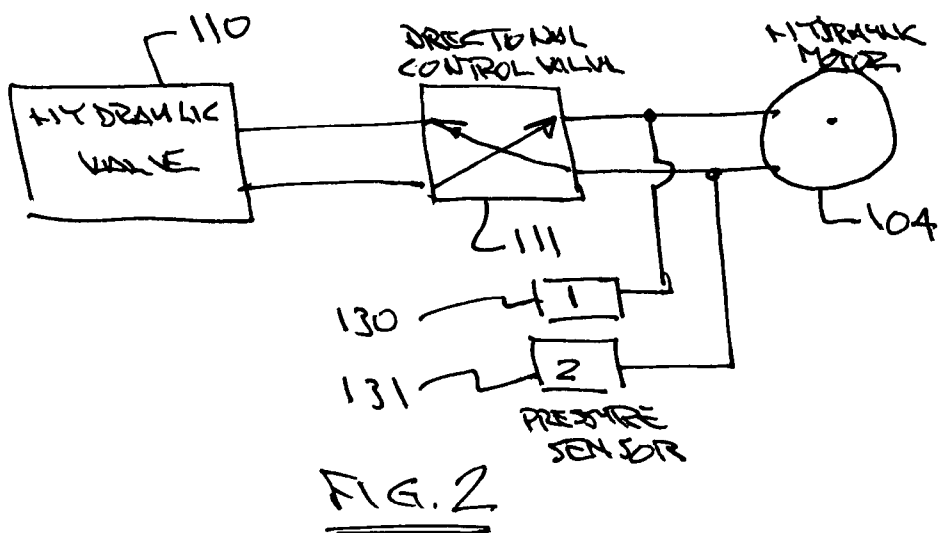 110
HYDRAULIC
VALVE
DIRECTIONAL
CONTROL VALVE
HYDRAULIC
MOTOR
111
104
130
1
131
2
PRESSURE
SENSOR
FIG. 2